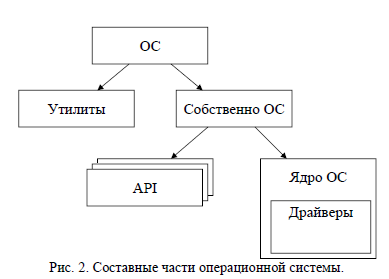 ОС
Утилиты
Собственно ОС
API
Ядро ОС
Драйверы
Рис. 2. Составные части операционной системы.